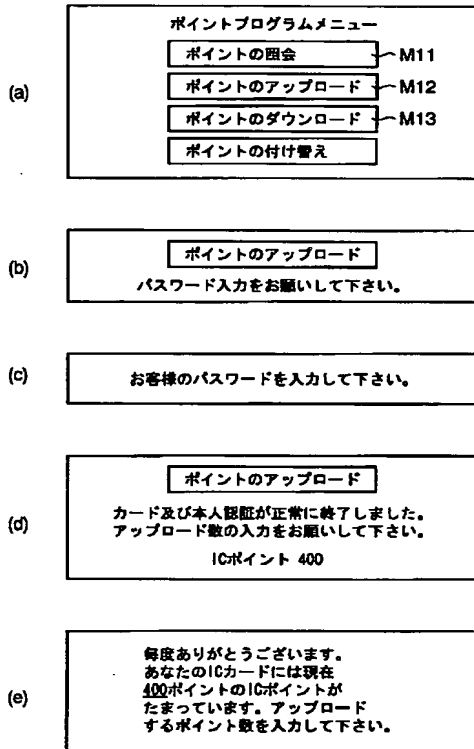 (a)
ポイントプログラムメニュー
ポイントの照会 M11
ポイントのアップロード M12
ポイントのダウンロード M13
ポイントの付け替え
(b)
ポイントのアップロード
パスワード入力をお願いして下さい。
(c)
お客様のパスワードを入力して下さい。
(d)
ポイントのアップロード
カード及び本人認証が正常に終了しました。
アップロード数の入力をお願いして下さい。
ICポイント 400
(e)
毎度ありがとうございます。
あなたのICカードには現在
400ポイントのICポイントが
たまっています。アップロード
するポイント数を入力して下さい。